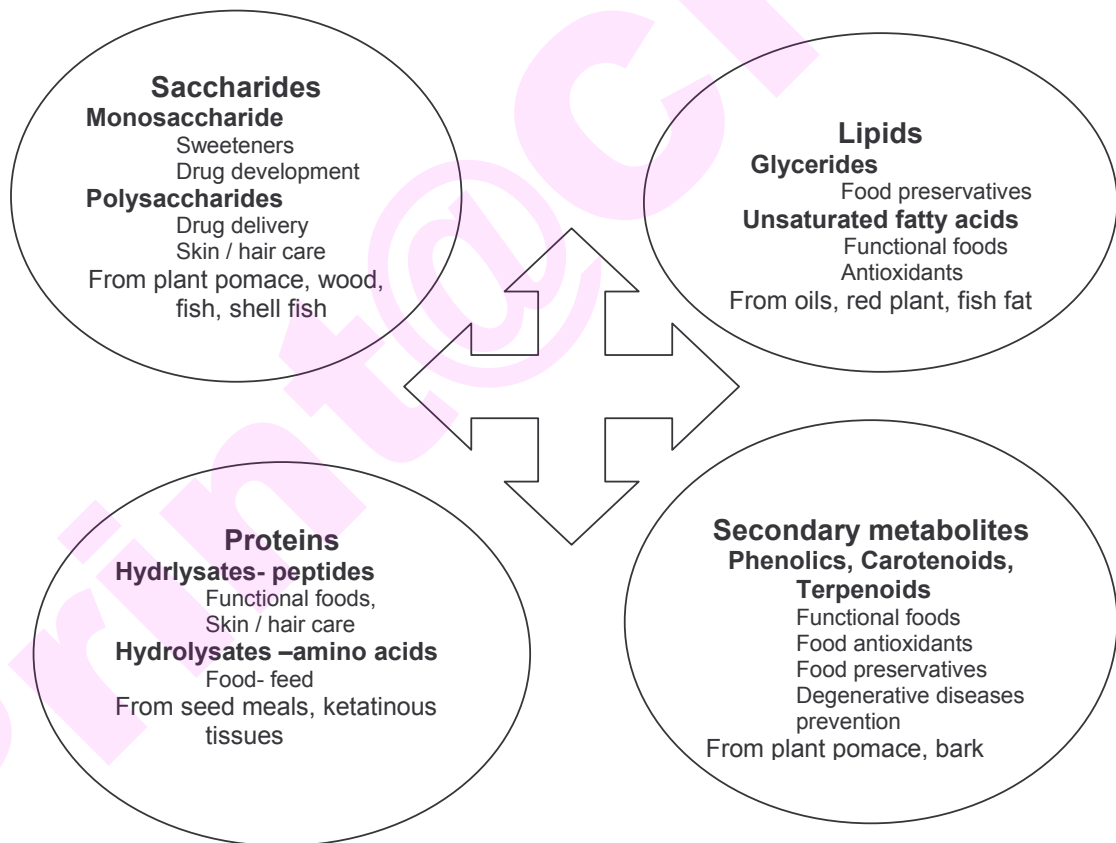 Saccharides
Monosaccharide
Sweeteners
Drug development
Polysaccharides
Drug delivery
Skin / hair care
From plant pomace, wood,
fish, shell fish
Lipids
Glycerides
Food preservatives
Unsaturated fatty acids
Functional foods
Antioxidants
From oils, red plant, fish fat
Proteins
Hydrlysates- peptides
Functional foods,
Skin / hair care
Hydrolysates –amino acids
Food- feed
From seed meals, ketatinous
tissues
Secondary metabolites
Phenolics, Carotenoids,
Terpenoids
Functional foods
Food antioxidants
Food preservatives
Degenerative diseases
prevention
From plant pomace, bark